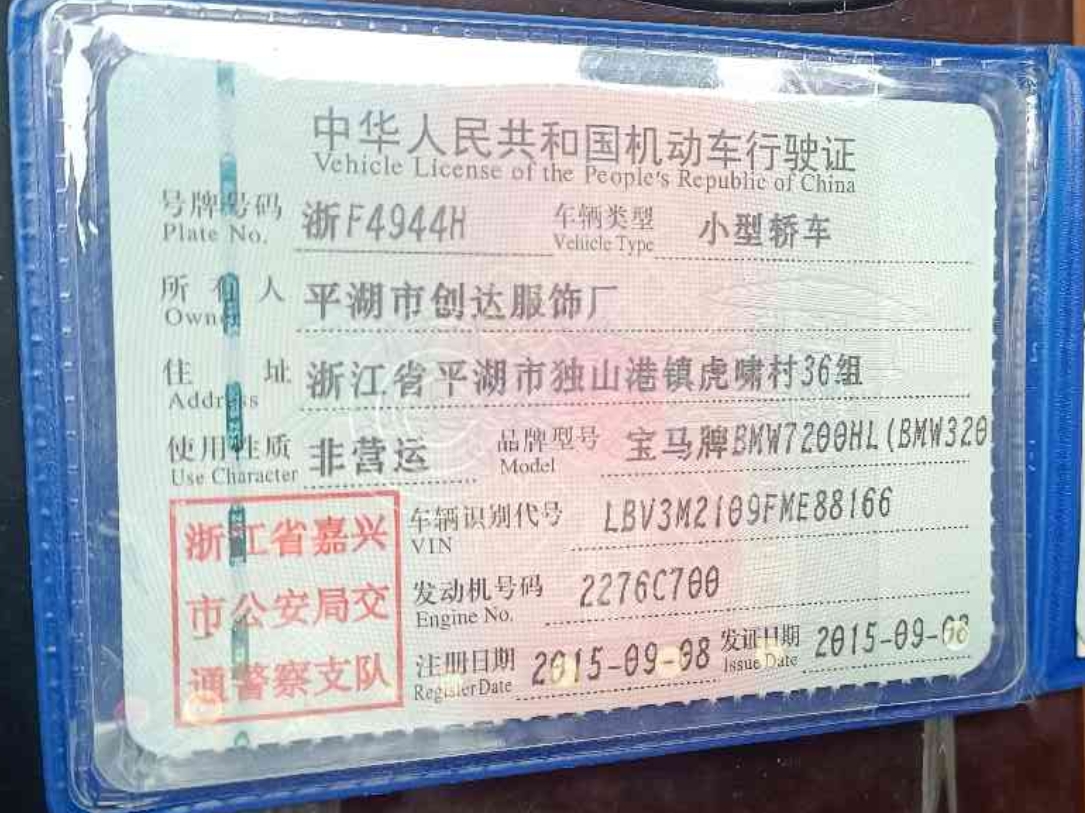 中华人民共和国机动车行驶证
Vehicle License of the People's Republic of China
号牌号码 浙F4944H 车辆类型 小型轿车
Plate No. Vehicle Type
所有人 平湖市创达服饰厂
Owner
住址 浙江省平湖市独山港镇虎啸村36组
Address
使用性质 非营运 品牌型号 宝马牌BMW7200HL(BMW320
Use Character Model
浙江省嘉兴
市公安局交
通警察支队
车辆识别代号 LBV3M2109FME88166
VIN
发动机号码 2276C700
Engine No.
注册日期 2015-09-08 发证日期 2015-09-08
Register Date Issue Date